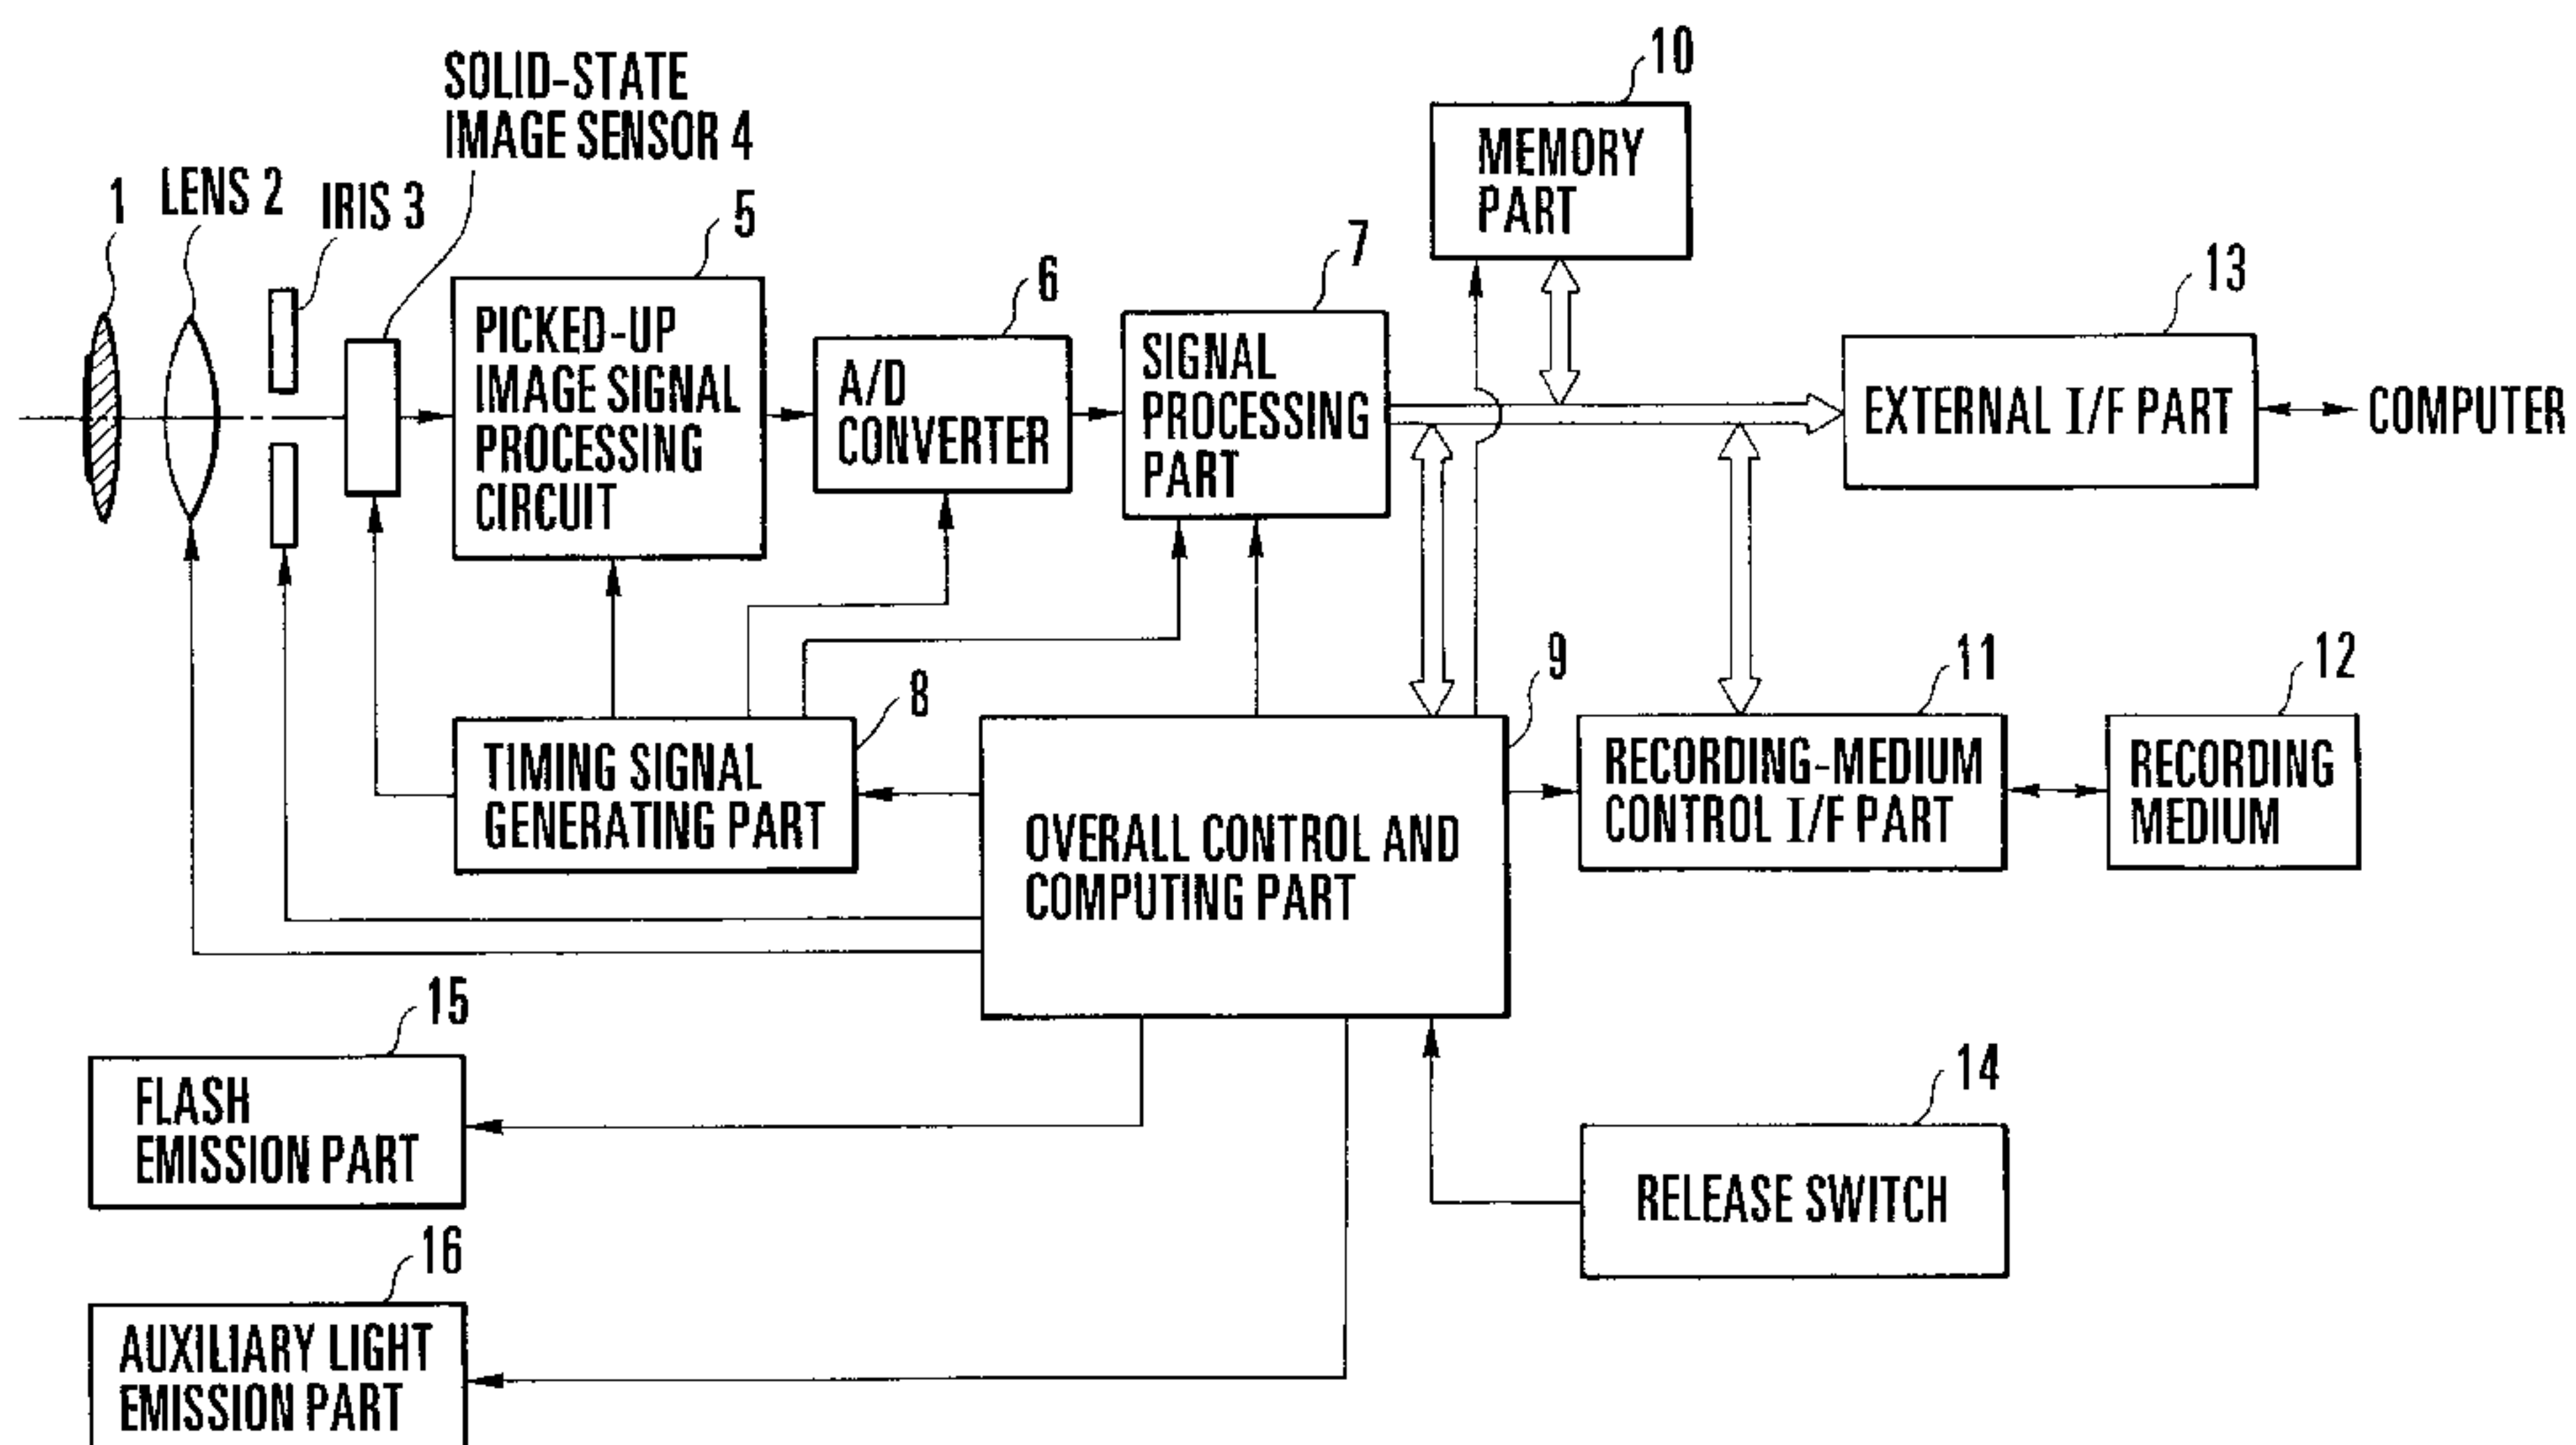 SOLID-STATE
IMAGE SENSOR 4
1
LENS 2
IRIS 3
5
PICKED-UP
IMAGE SIGNAL
PROCESSING
CIRCUIT
6
A/D
CONVERTER
7
SIGNAL
PROCESSING
PART
10
MEMORY
PART
13
EXTERNAL I/F PART
COMPUTER
8
TIMING SIGNAL
GENERATING PART
9
OVERALL CONTROL AND
COMPUTING PART
11
RECORDING-MEDIUM
CONTROL I/F PART
12
RECORDING
MEDIUM
15
FLASH
EMISSION PART
14
RELEASE SWITCH
16
AUXILIARY LIGHT
EMISSION PART